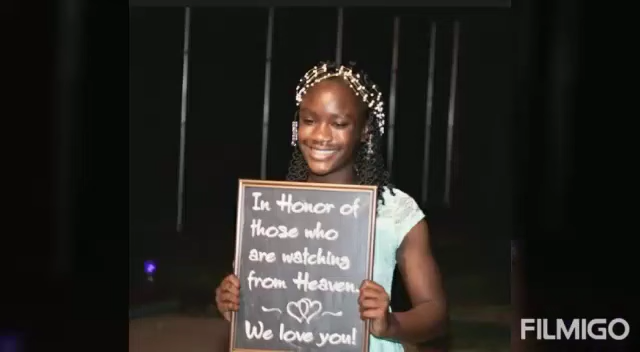 In Honor of
those who
are watching
from Heaven.
We love you!
FILMIGO